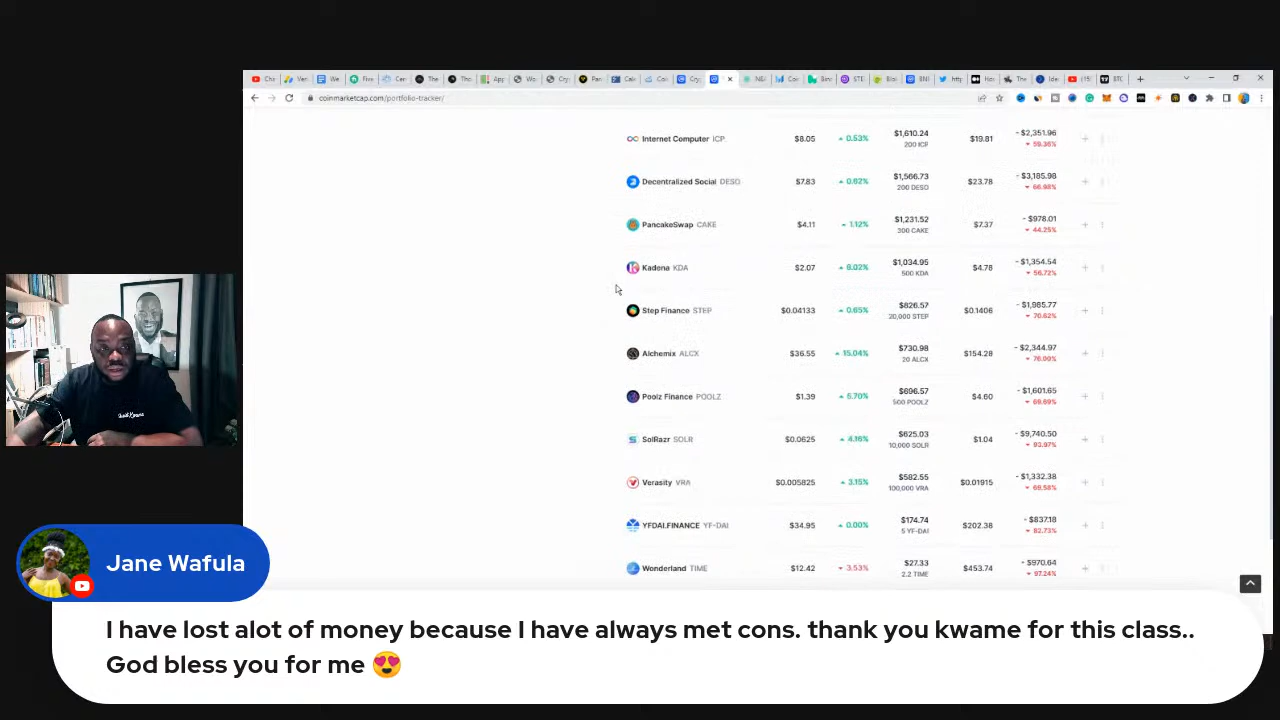 coinmarketcap.com/portfolio-tracker/
Internet Computer ICP $8.05 0.53% $1,610.24 $19.81 - $2,351.96
200 ICP 59.36%
Decentralized Social DESO $7.83 0.62% $1,566.73 $23.78 - $3,185.98
200 DESO 66.98%
PancakeSwap CAKE $4.11 1.12% $1,231.52 $7.37 - $978.01
300 CAKE 44.25%
Kadena KDA $2.07 $1,034.95 $4.78 - $1,354.54
500 KDA 56.72%
Step Finance STEP $0.04133 0.65% $826.57 $0.1406 - $1,985.77
20,000 STEP 70.62%
Alchemix ALCX $36.55 15.04% $730.98 $154.28 - $2,344.97
20 ALCX 76.00%
Poolz Finance POOLZ $1.39 5.70% $696.57 $4.60 - $1,601.65
500 POOLZ 69.69%
SolRazr SOLR $0.0625 4.16% $625.03 $1.04 - $9,740.50
10,000 SOLR 93.97%
Verasity VRA $0.005825 3.15% $582.55 $0.01915 - $1,332.38
100,000 VRA 69.58%
YFDAI.FINANCE YF-DAI $34.95 0.00% $174.74 $202.38 - $837.18
5 YF-DAI 82.73%
Wonderland TIME $12.42 3.53% $27.33 $453.74 - $970.64
2.2 TIME 97.24%
Jane Wafula
I have lost alot of money because I have always met cons. thank you kwame for this class..
God bless you for me 😍